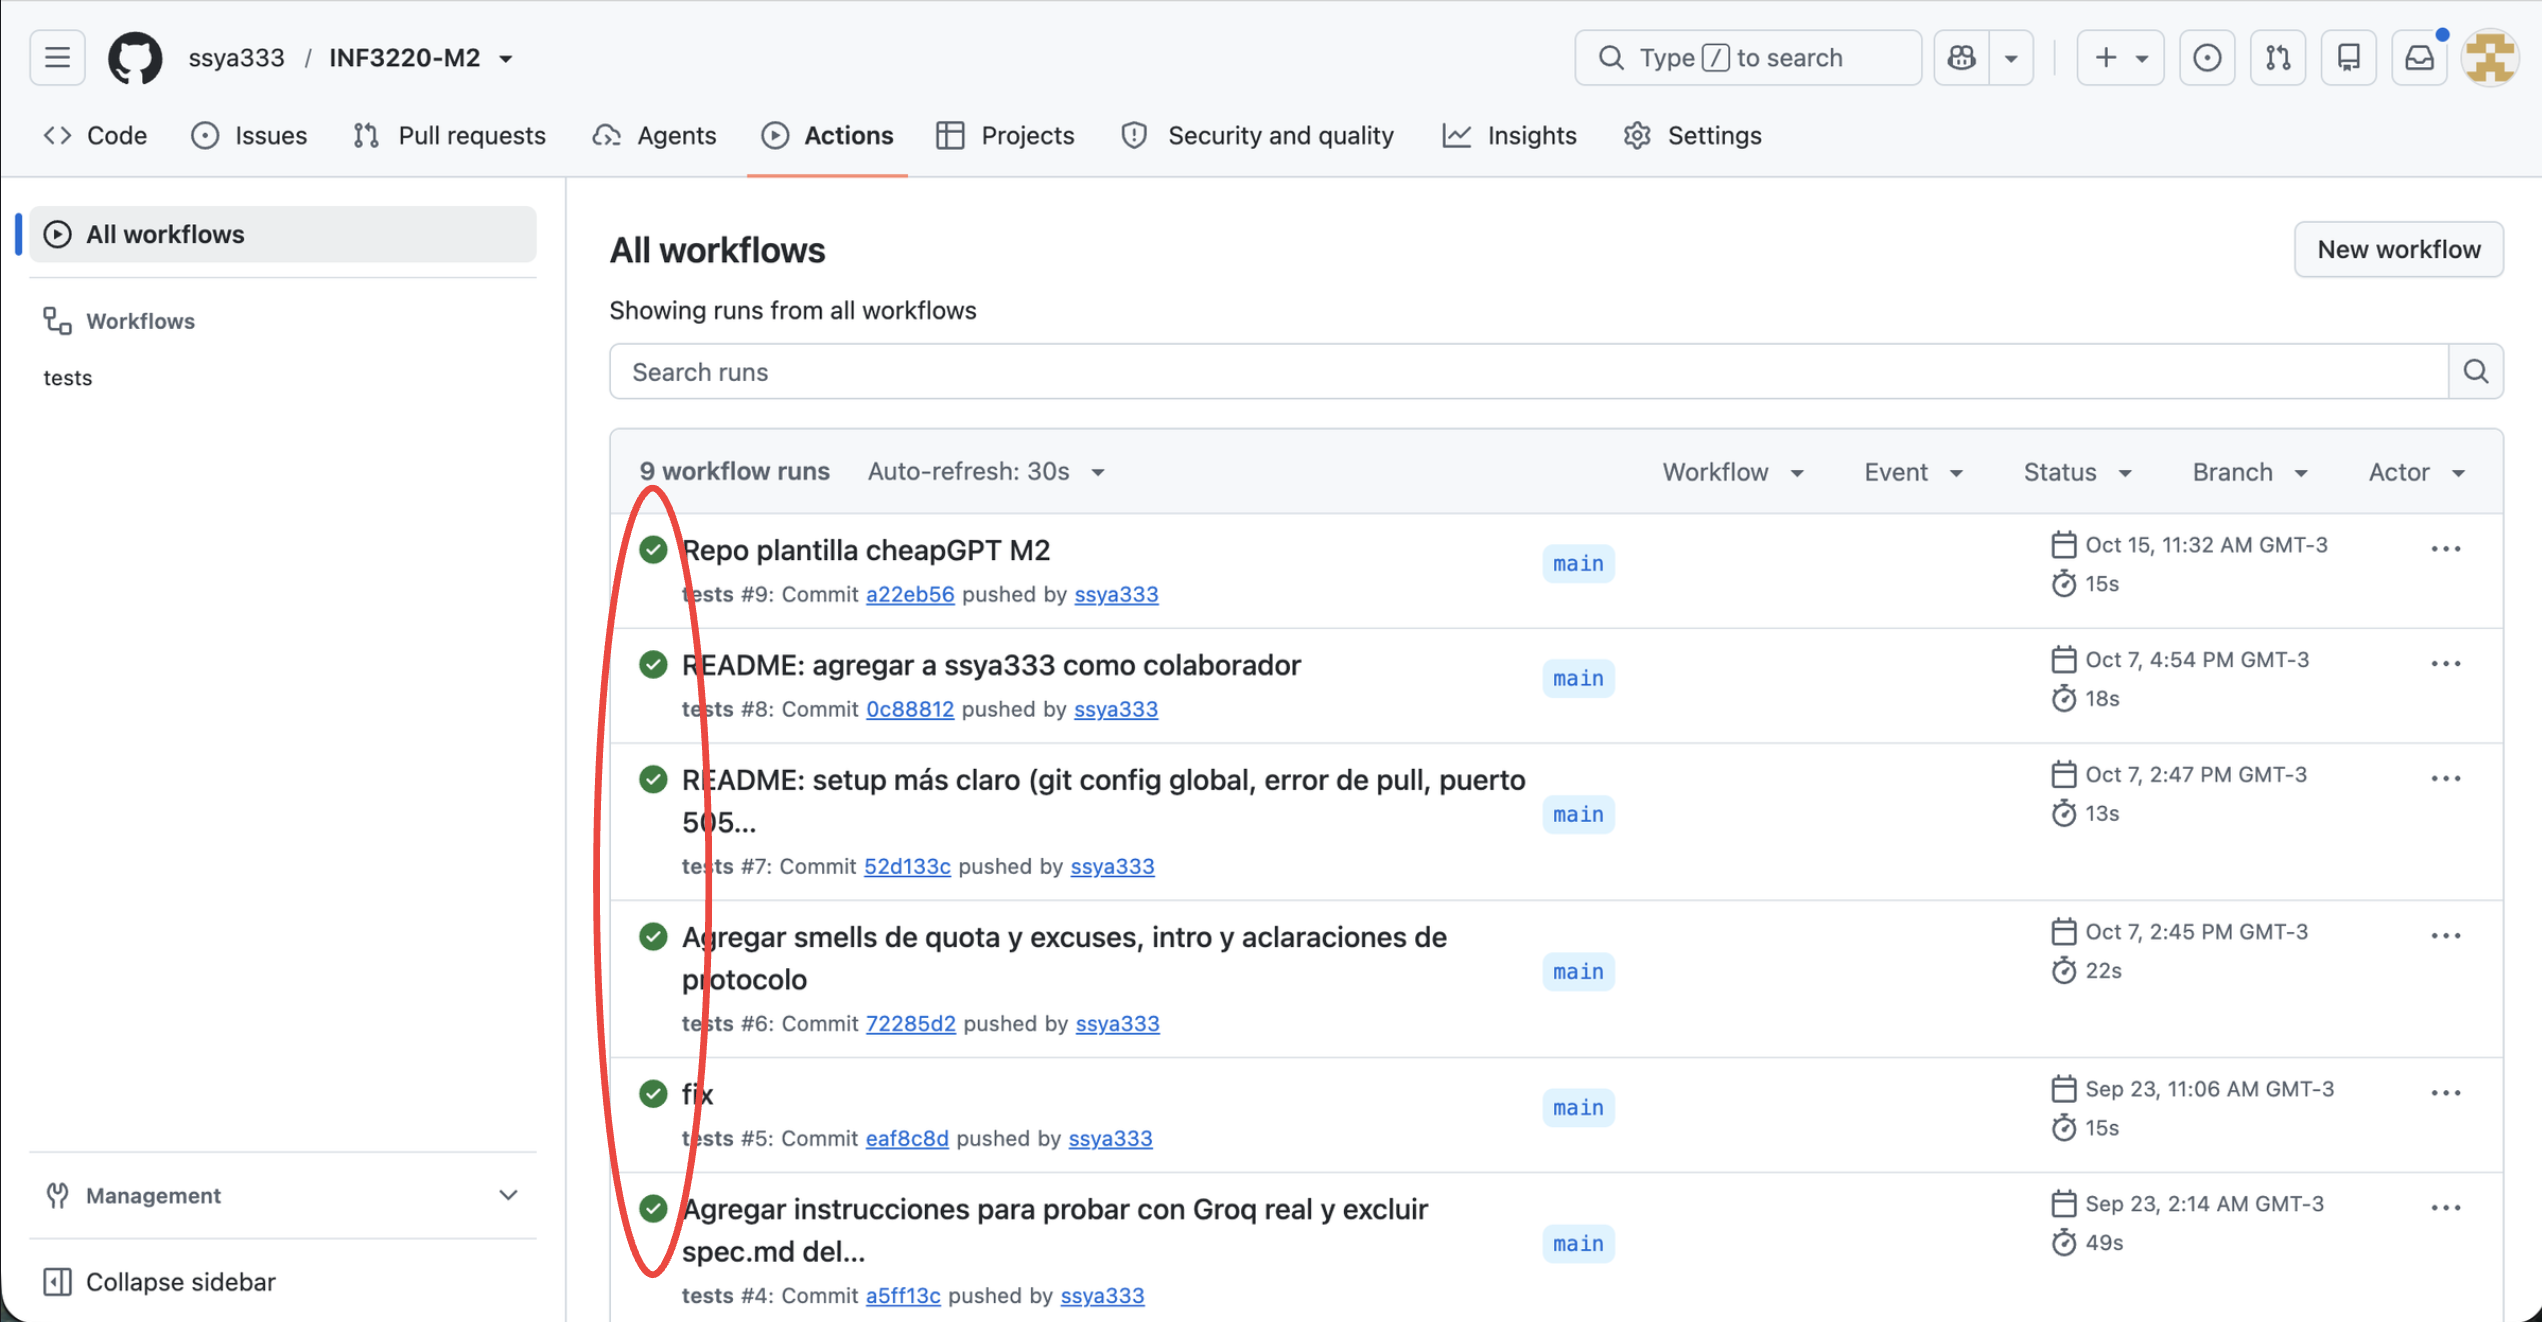 ssya333 / INF3220-M2
Type / to search
Code Issues Pull requests Agents Actions Projects Security and quality Insights Settings
All workflows
Workflows
tests
Management
Collapse sidebar
All workflows
New workflow
Showing runs from all workflows
Search runs
9 workflow runs Auto-refresh: 30s Workflow Event Status Branch Actor
Repo plantilla cheapGPT M2
tests #9: Commit a22eb56 pushed by ssya333
main
Oct 15, 11:32 AM GMT-3
15s
README: agregar a ssya333 como colaborador
tests #8: Commit 0c88812 pushed by ssya333
main
Oct 7, 4:54 PM GMT-3
18s
README: setup más claro (git config global, error de pull, puerto
505...
tests #7: Commit 52d133c pushed by ssya333
main
Oct 7, 2:47 PM GMT-3
13s
Agregar smells de quota y excuses, intro y aclaraciones de
protocolo
tests #6: Commit 72285d2 pushed by ssya333
main
Oct 7, 2:45 PM GMT-3
22s
fix
tests #5: Commit eaf8c8d pushed by ssya333
main
Sep 23, 11:06 AM GMT-3
15s
Agregar instrucciones para probar con Groq real y excluir
spec.md del...
tests #4: Commit a5ff13c pushed by ssya333
main
Sep 23, 2:14 AM GMT-3
49s